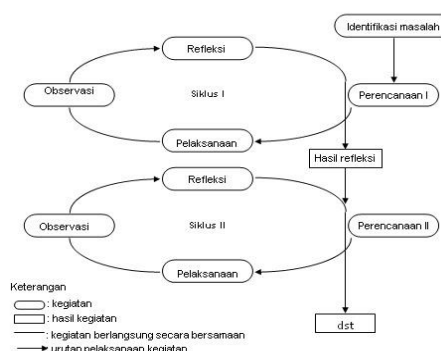 Identifikasi masalah
Refleksi
Observasi
Siklus I
Perencanaan I
Pelaksanaan
Hasil refleksi
Refleksi
Observasi
Siklus II
Perencanaan II
Pelaksanaan
Keterangan
: kegiatan
: hasil kegiatan
: kegiatan berlangsung secara bersamaan
: urutan pelaksanaan kegiatan
dst